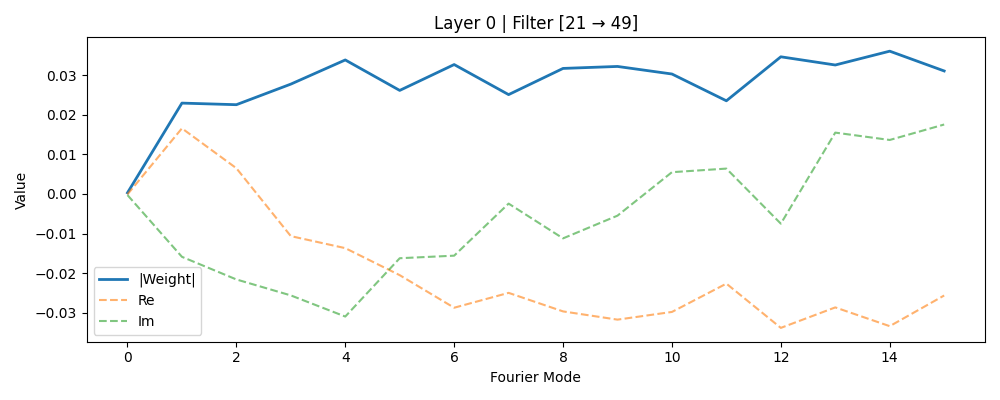 Layer 0 | Filter [21 → 49]
Value
0.03
0.02
0.01
0.00
−0.01
−0.02
−0.03
|Weight|
Re
Im
0 2 4 6 8 10 12 14
Fourier Mode